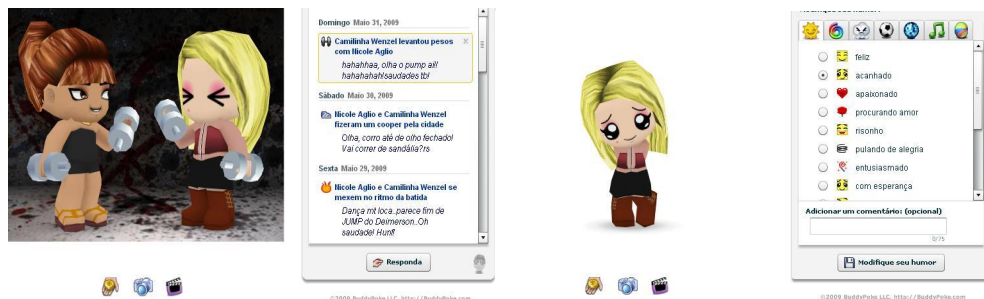 Domingo Maio 31, 2009
Camilinha Wenzel levantou pesos
com Nicole Aglio
hahahhaa, olha o pump aí!!
hahahahah!saudades tb!
Sábado Maio 30, 2009
Nicole Aglio e Camilinha Wenzel
fizeram um cooper pela cidade
Olha, corro até de olho fechado!
Vai correr de sandália?rs
Sexta Maio 29, 2009
Nicole Aglio e Camilinha Wenzel se
mexem no ritmo da batida
Dança mt loca..parece fim de
JUMP do Deimerson..Oh
saudade! Hunf!
Responda
©2009 BuddyPoke LLC. http://BuddyPoke.com
feliz
acanhado
apaixonado
procurando amor
risonho
pulando de alegria
entusiasmado
com esperança
Adicionar um comentário: (opcional)
0/75
Modifique seu humor
©2009 BuddyPoke LLC. http://BuddyPoke.com